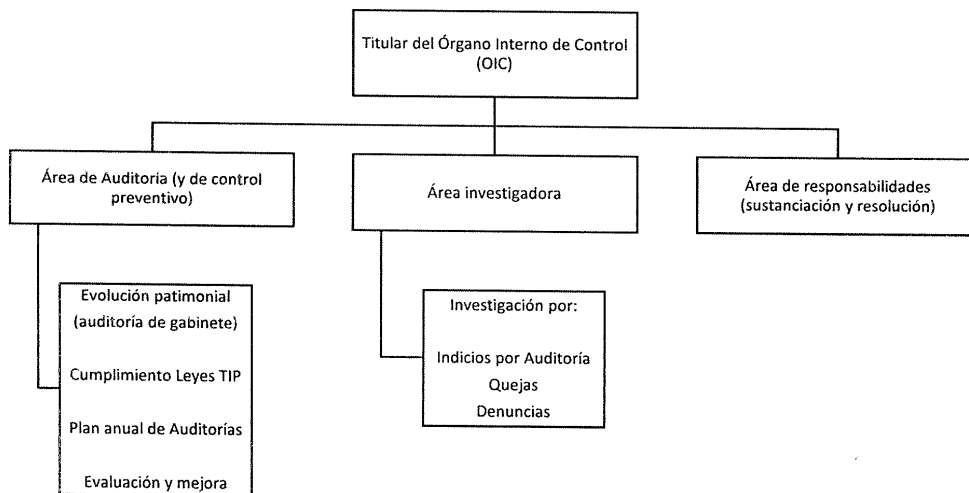 Titular del Órgano Interno de Control
(OIC)
Área de Auditoría (y de control
preventivo)
Área investigadora
Área de responsabilidades
(sustanciación y resolución)
Evolución patimonial
(auditoría de gabinete)
Cumplimiento Leyes TIP
Plan anual de Auditorías
Evaluación y mejora
Investigación por:
Indicios por Auditoría
Quejas
Denuncias